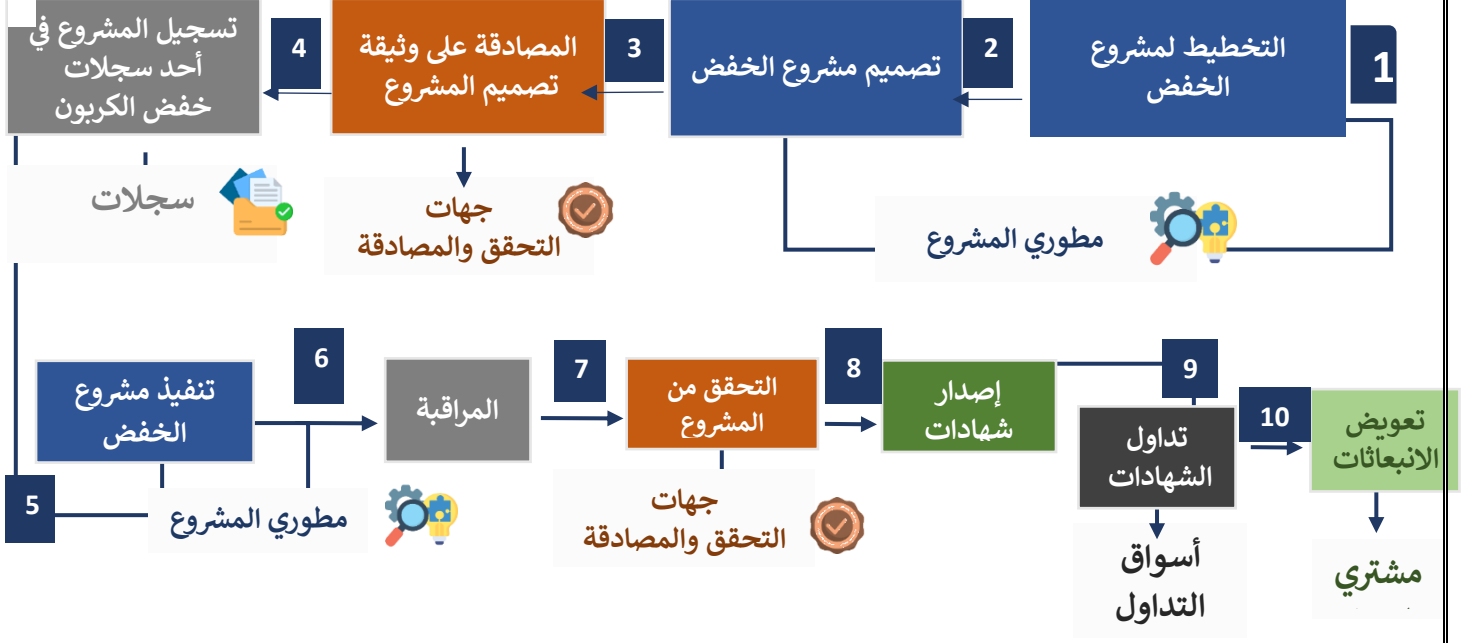 1
التخطيط لمشروع
الخفض
2
تصميم مشروع الخفض
3
المصادقة على وثيقة
تصميم المشروع
4
تسجيل المشروع في
أحد سجلات
خفض الكربون
مطوري المشروع
جهات
التحقق والمصادقة
سجلات
5
تنفيذ مشروع
الخفض
6
المراقبة
7
التحقق من
المشروع
8
إصدار
شهادات
9
تداول
الشهادات
10
تعويض
الانبعاثات
مطوري المشروع
جهات
التحقق والمصادقة
أسواق
التداول
مشتري